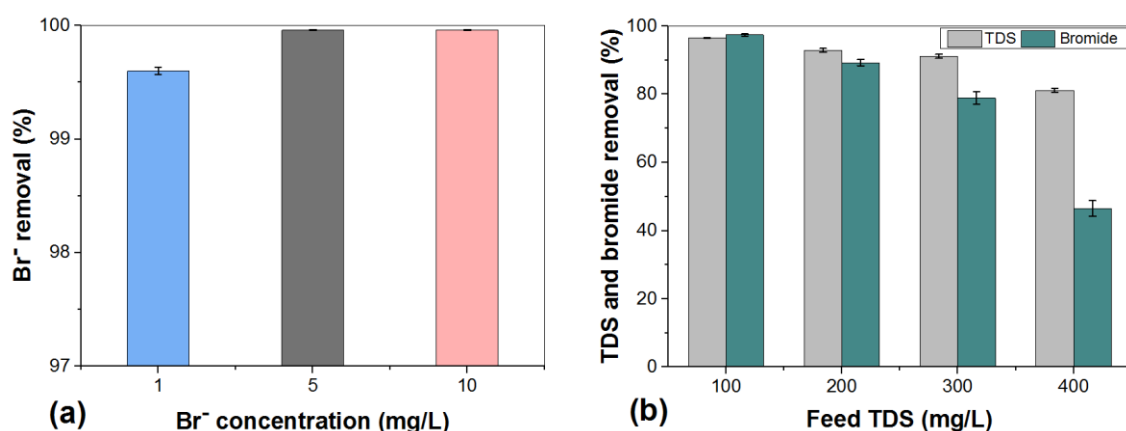 100
99
98
97
Br⁻ removal (%)
1 5 10
Br⁻ concentration (mg/L)
(a)
TDS Bromide
100
80
60
40
20
0
TDS and bromide removal (%)
100 200 300 400
Feed TDS (mg/L)
(b)